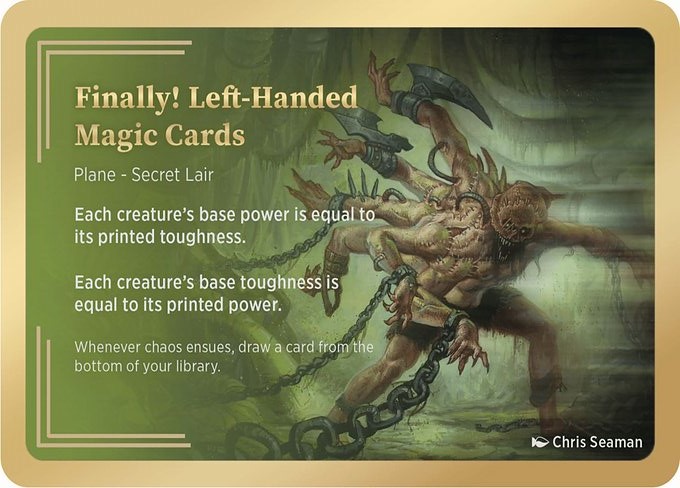 Finally! Left-Handed
Magic Cards
Plane - Secret Lair
Each creature’s base power is equal to
its printed toughness.
Each creature’s base toughness is
equal to its printed power.
Whenever chaos ensues, draw a card from the
bottom of your library.
Chris Seaman